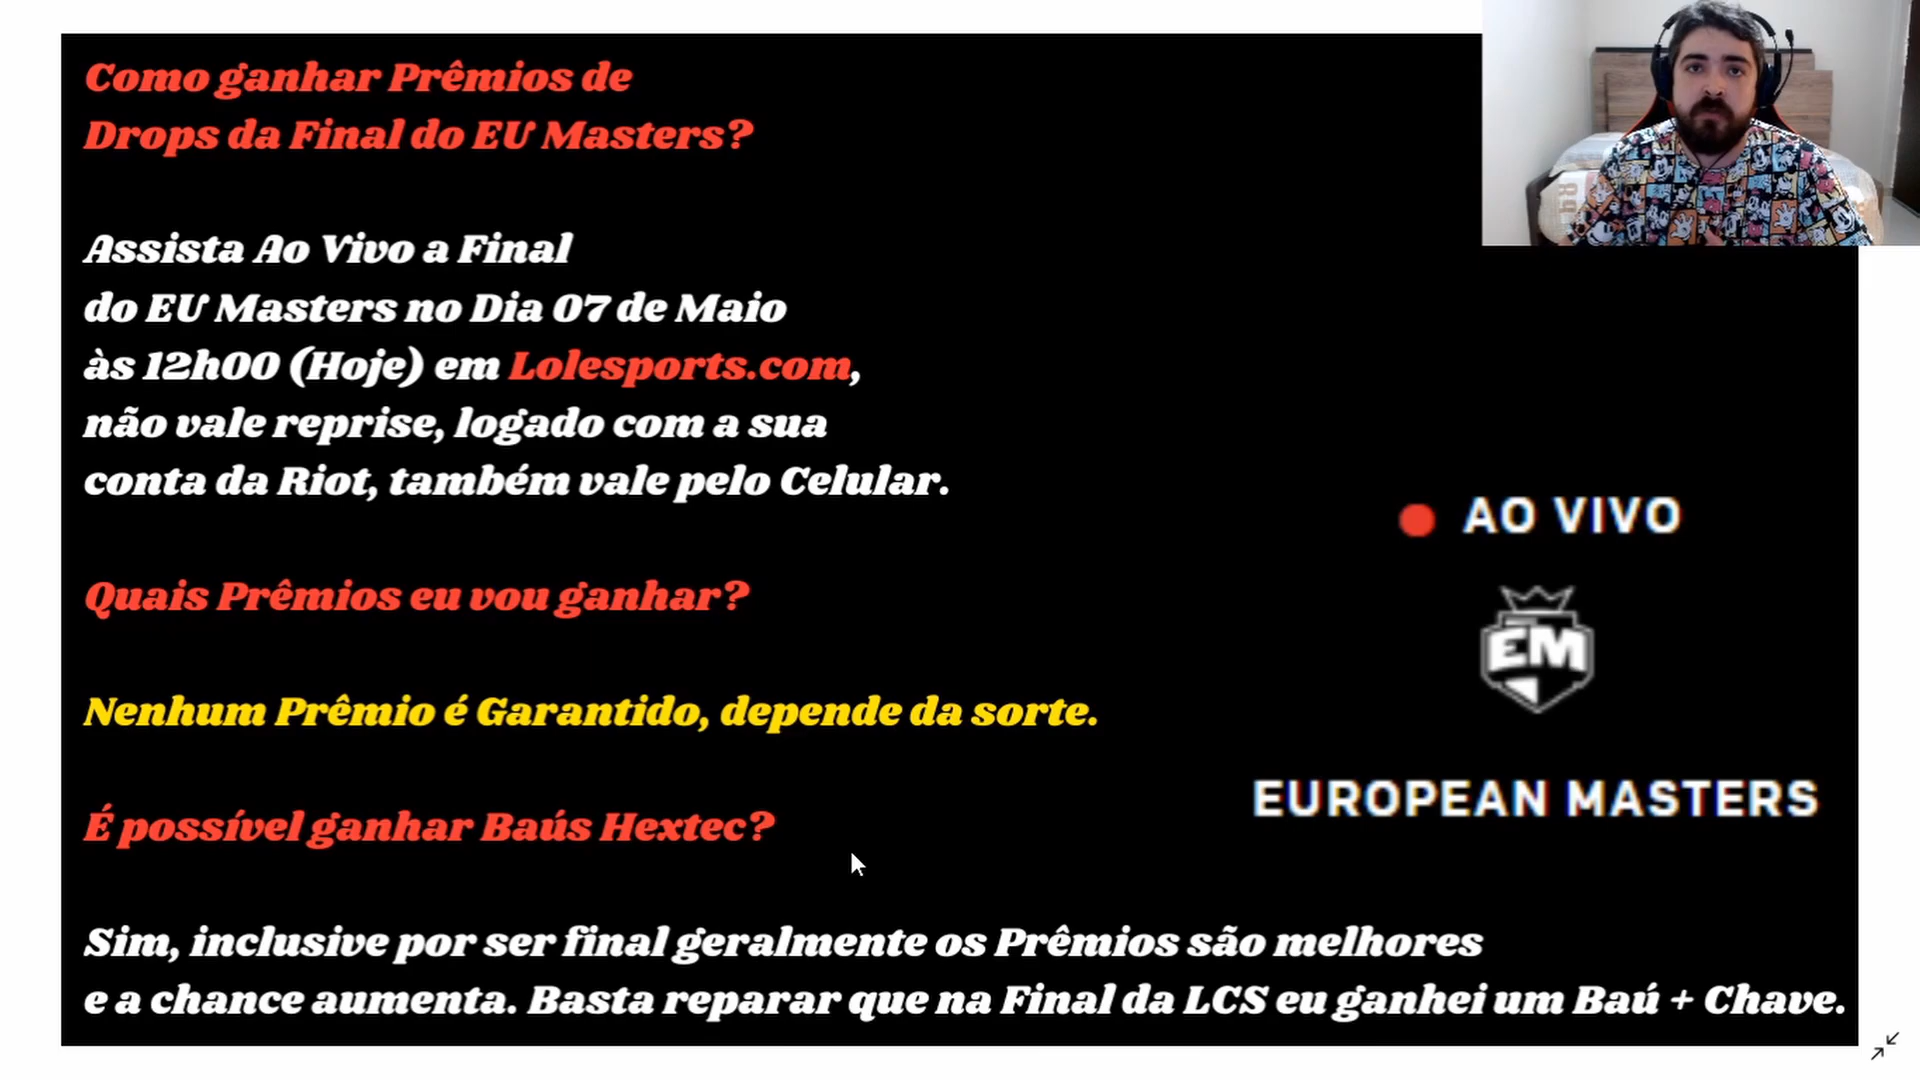 Como ganhar Prêmios de
Drops da Final do EU Masters?
Assista Ao Vivo a Final
do EU Masters no Dia 07 de Maio
às 12h00 (Hoje) em Lolesports.com,
não vale reprise, logado com a sua
conta da Riot, também vale pelo Celular.
Quais Prêmios eu vou ganhar?
Nenhum Prêmio é Garantido, depende da sorte.
É possível ganhar Baús Hextec?
Sim, inclusive por ser final geralmente os Prêmios são melhores
e a chance aumenta. Basta reparar que na Final da LCS eu ganhei um Baú + Chave.
AO VIVO
EM
EUROPEAN MASTERS